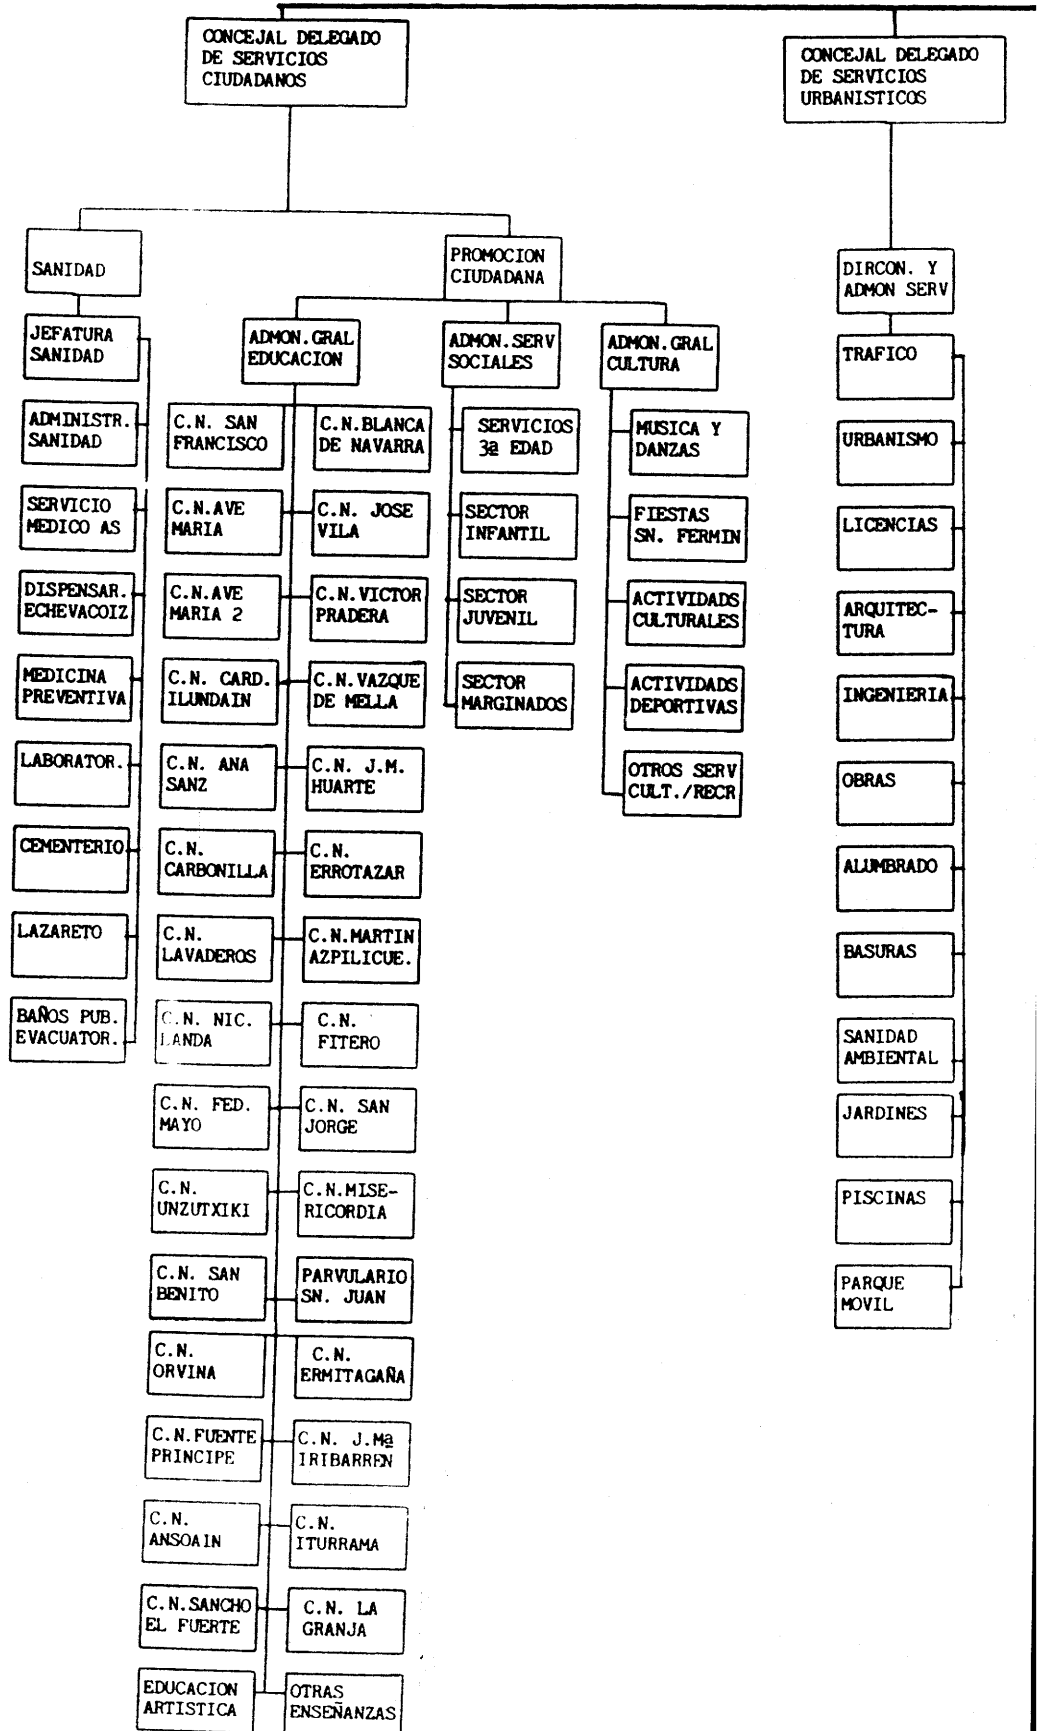 CONCEJAL DELEGADO
DE SERVICIOS
CIUDADANOS
CONCEJAL DELEGADO
DE SERVICIOS
URBANISTICOS
SANIDAD
PROMOCION
CIUDADANA
DIRCON. Y
ADMON SERV
JEFATURA
SANIDAD
ADMINISTR.
SANIDAD
SERVICIO
MEDICO AS
DISPENSAR.
ECHEVACOIZ
MEDICINA
PREVENTIVA
LABORATOR.
CEMENTERIO
LAZARETO
BAÑOS PUB.
EVACUATOR.
ADMON.GRAL
EDUCACION
C.N. SAN
FRANCISCO
C.N.BLANCA
DE NAVARRA
C.N.AVE
MARIA
C.N. JOSE
VILA
C.N.AVE
MARIA 2
C.N.VICTOR
PRADERA
C.N. CARD.
ILUNDAIN
C.N.VAZQUE
DE MELLA
C.N. ANA
SANZ
C.N. J.M.
HUARTE
C.N.
CARBONILLA
C.N.
ERROTAZAR
C.N.
LAVADEROS
C.N.MARTIN
AZPILICUE.
C.N. NIC.
LANDA
C.N.
FITERO
C.N. FED.
MAYO
C.N. SAN
JORGE
C.N.
UNZUTXIKI
C.N.MISE-
RICORDIA
C.N. SAN
BENITO
PARVULARIO
SN. JUAN
C.N.
ORVINA
C.N.
ERMITAGAÑA
C.N.FUENTE
PRINCIPE
C.N. J.Mª
IRIBARREN
C.N.
ANSOAIN
C.N.
ITURRAMA
C.N.SANCHO
EL FUERTE
C.N. LA
GRANJA
EDUCACION
ARTISTICA
OTRAS
ENSEÑANZAS
ADMON.SERV
SOCIALES
SERVICIOS
3ª EDAD
SECTOR
INFANTIL
SECTOR
JUVENIL
SECTOR
MARGINADOS
ADMON.GRAL
CULTURA
MUSICA Y
DANZAS
FIESTAS
SN. FERMIN
ACTIVIDADS
CULTURALES
ACTIVIDADS
DEPORTIVAS
OTROS SERV
CULT./RECR
TRAFICO
URBANISMO
LICENCIAS
ARQUITEC-
TURA
INGENIERIA
OBRAS
ALUMBRADO
BASURAS
SANIDAD
AMBIENTAL
JARDINES
PISCINAS
PARQUE
MOVIL